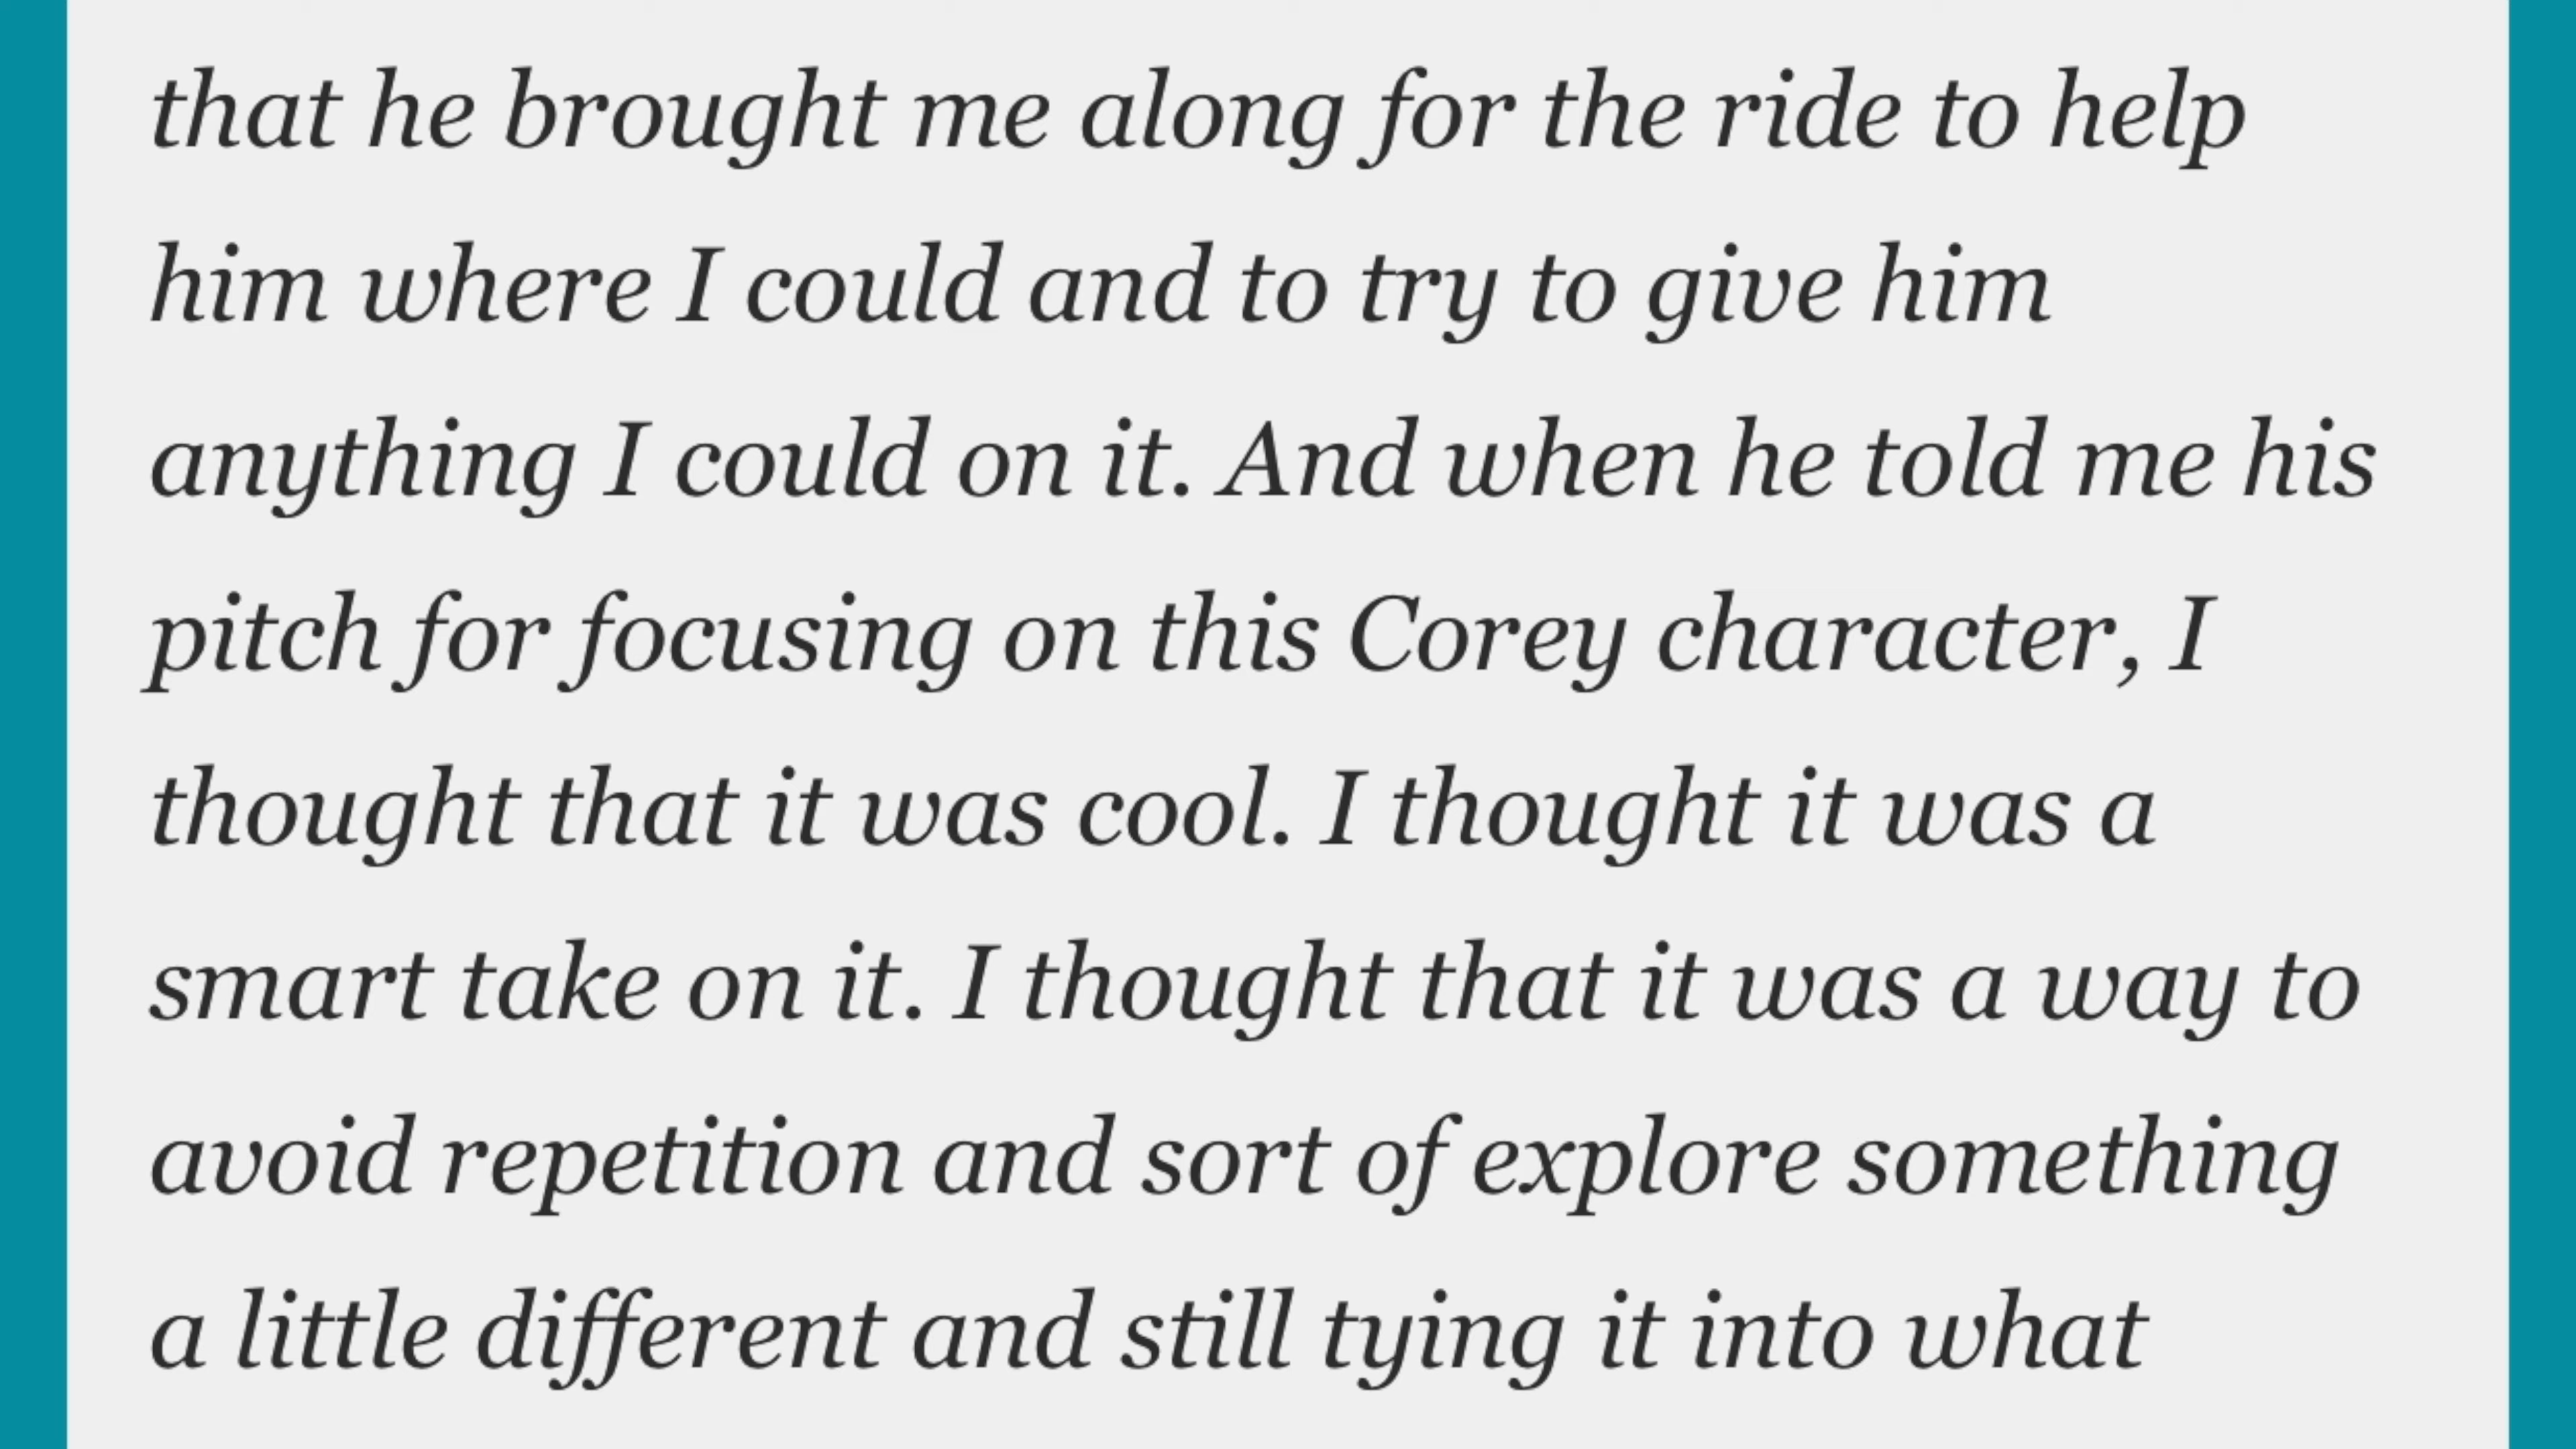 that he brought me along for the ride to help
him where I could and to try to give him
anything I could on it. And when he told me his
pitch for focusing on this Corey character, I
thought that it was cool. I thought it was a
smart take on it. I thought that it was a way to
avoid repetition and sort of explore something
a little different and still tying it into what